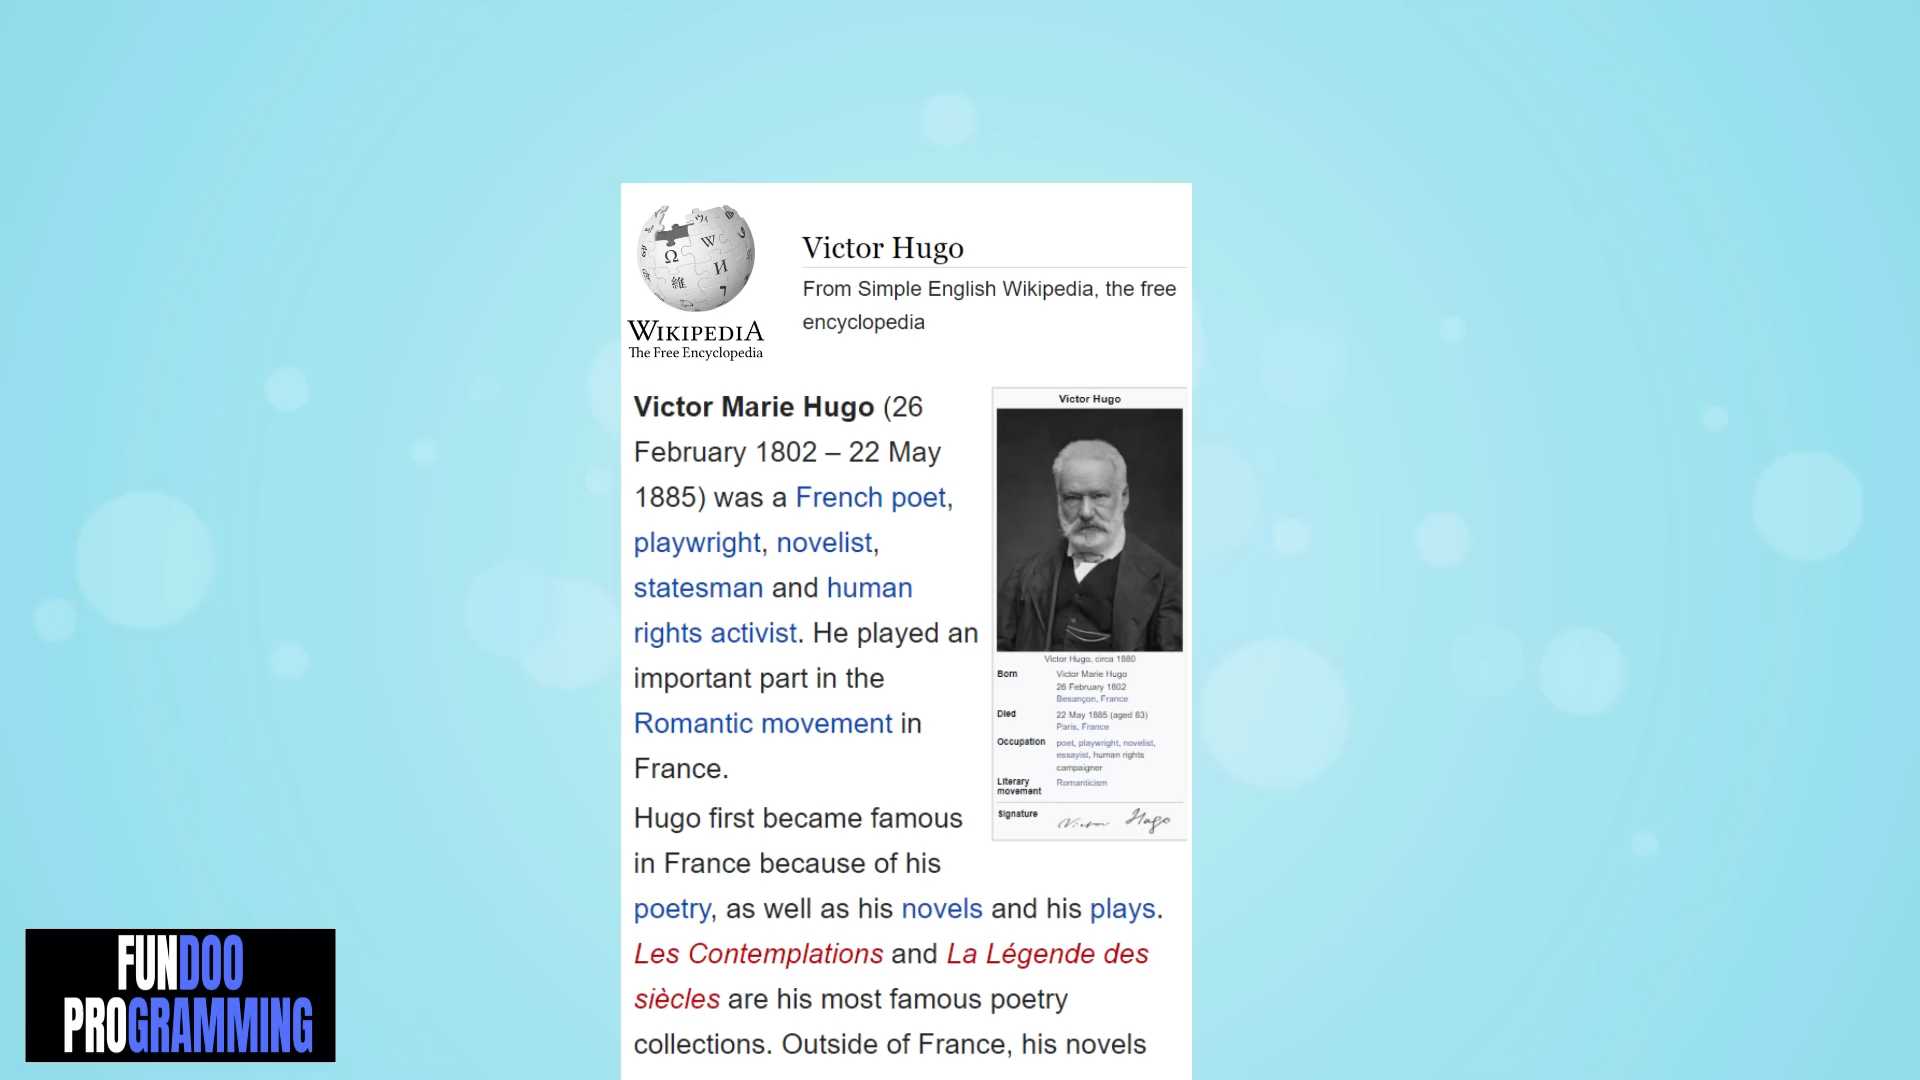 WIKIPEDIA
The Free Encyclopedia
Victor Hugo
From Simple English Wikipedia, the free
encyclopedia
Victor Marie Hugo (26
February 1802 – 22 May
1885) was a French poet,
playwright, novelist,
statesman and human
rights activist. He played an
important part in the
Romantic movement in
France.
Hugo first became famous
in France because of his
poetry, as well as his novels and his plays.
Les Contemplations and La Légende des
siècles are his most famous poetry
collections. Outside of France, his novels
Victor Hugo
Victor Hugo, circa 1880
Born Victor Marie Hugo
26 February 1802
Besançon, France
Died 22 May 1885 (aged 83)
Paris, France
Occupation poet, playwright, novelist,
essayist, human rights
campaigner
Literary
movement Romanticism
Signature Victor Hugo
FUNDOO
PROGRAMMING